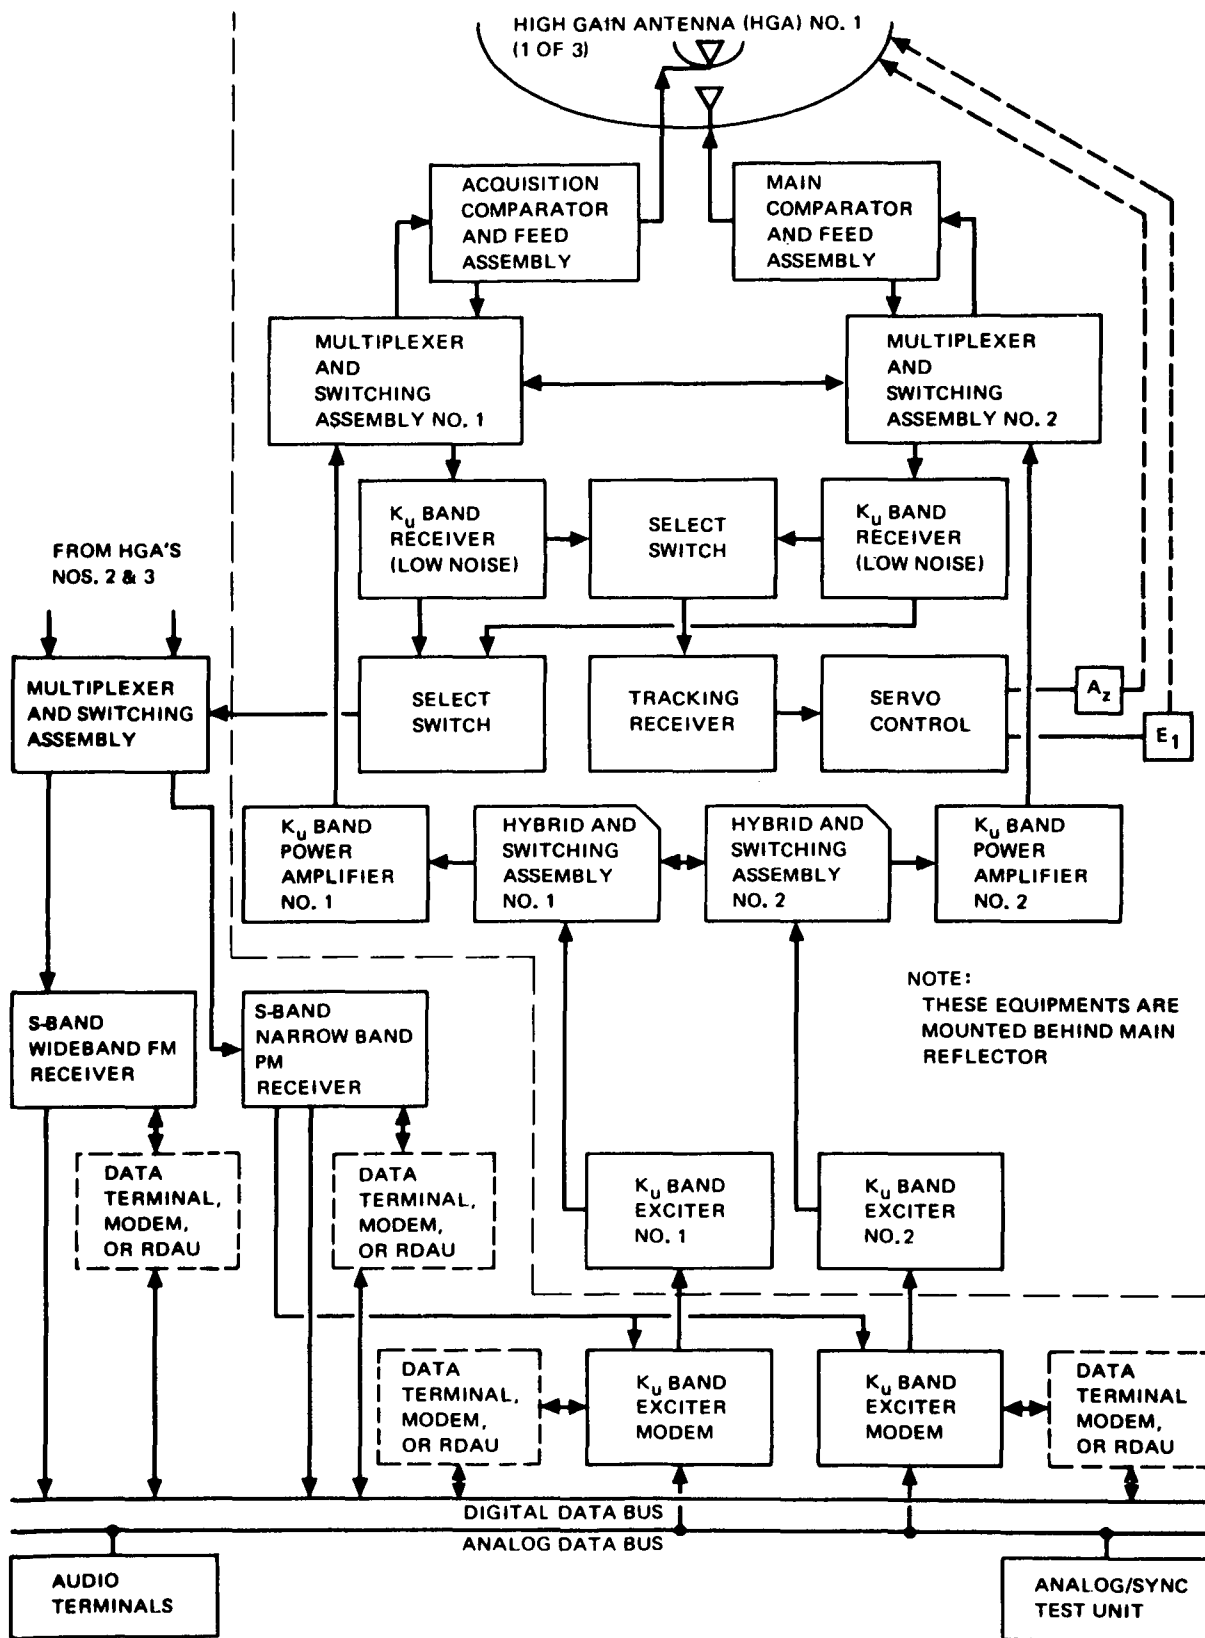 HIGH GAIN ANTENNA (HGA) NO. 1
(1 OF 3)
ACQUISITION
COMPARATOR
AND FEED
ASSEMBLY
MAIN
COMPARATOR
AND FEED
ASSEMBLY
MULTIPLEXER
AND
SWITCHING
ASSEMBLY NO. 1
MULTIPLEXER
AND
SWITCHING
ASSEMBLY NO. 2
Ku BAND
RECEIVER
(LOW NOISE)
SELECT
SWITCH
Ku BAND
RECEIVER
(LOW NOISE)
FROM HGA'S
NOS. 2 & 3
MULTIPLEXER
AND SWITCHING
ASSEMBLY
SELECT
SWITCH
TRACKING
RECEIVER
SERVO
CONTROL
Az
E1
Ku BAND
POWER
AMPLIFIER
NO. 1
HYBRID AND
SWITCHING
ASSEMBLY
NO. 1
HYBRID AND
SWITCHING
ASSEMBLY
NO. 2
Ku BAND
POWER
AMPLIFIER
NO. 2
NOTE:
THESE EQUIPMENTS ARE
MOUNTED BEHIND MAIN
REFLECTOR
S-BAND
WIDEBAND FM
RECEIVER
S-BAND
NARROW BAND
PM
RECEIVER
DATA
TERMINAL,
MODEM,
OR RDAU
DATA
TERMINAL,
MODEM,
OR RDAU
Ku BAND
EXCITER
NO. 1
Ku BAND
EXCITER
NO. 2
DATA
TERMINAL,
MODEM,
OR RDAU
Ku BAND
EXCITER
MODEM
Ku BAND
EXCITER
MODEM
DATA
TERMINAL
MODEM,
OR RDAU
DIGITAL DATA BUS
ANALOG DATA BUS
AUDIO
TERMINALS
ANALOG/SYNC
TEST UNIT